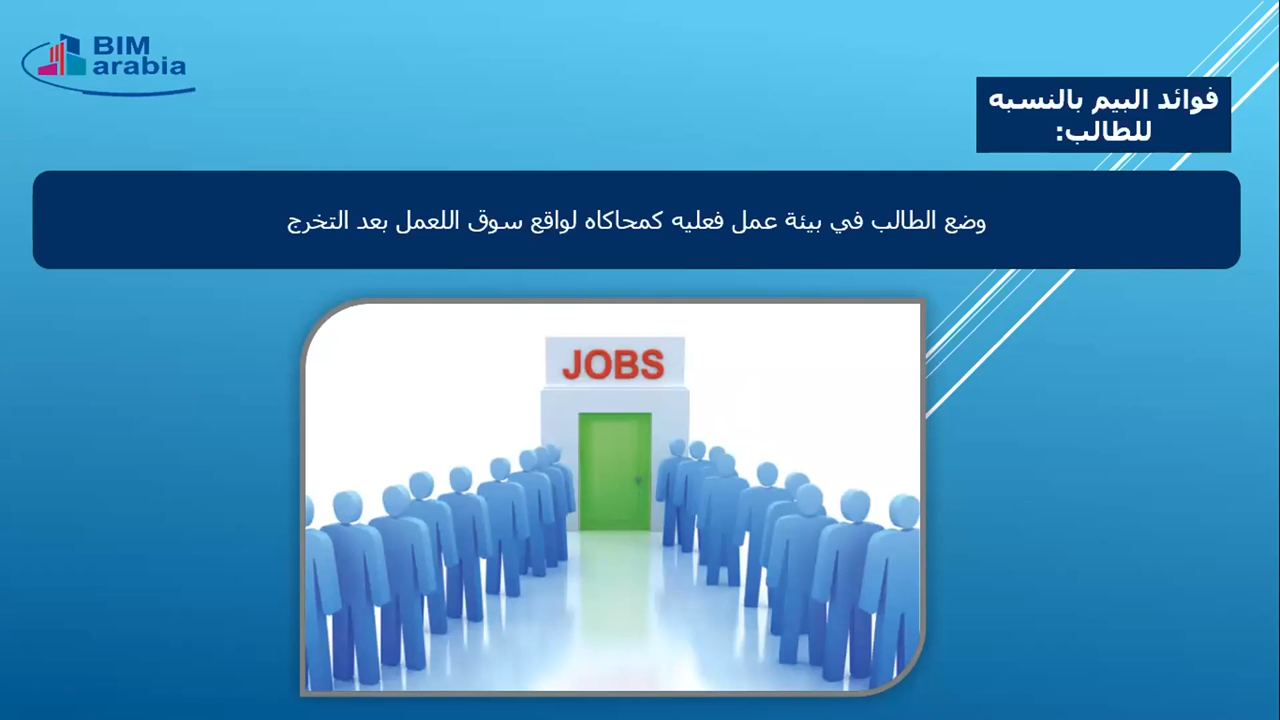 BIM
arabia
فوائد البيم بالنسبه
للطالب:
وضع الطالب في بيئة عمل فعليه كمحاكاه لواقع سوق اللعمل بعد التخرج
JOBS